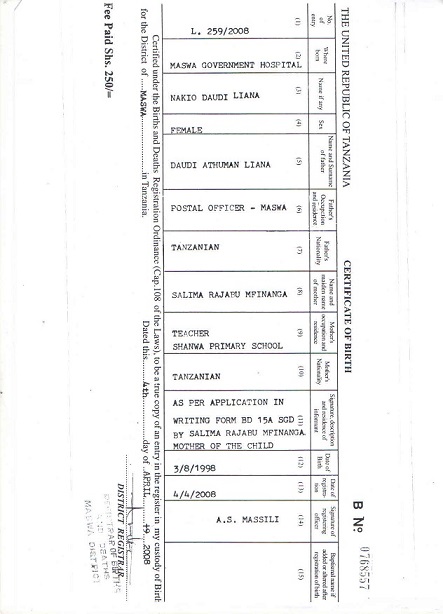 THE UNITED REPUBLIC OF TANZANIA
CERTIFICATE OF BIRTH
B Nº 0768557
No. of entry
(1)
L. 259/2008
Where born
(2)
MASWA GOVERNMENT HOSPITAL
Name if any
(3)
NAKIO DAUDI LIANA
Sex
(4)
FEMALE
Name and Surname of father
(5)
DAUDI ATHUMAN LIANA
Father's Occupation and residence
(6)
POSTAL OFFICER - MASWA
Father's Nationality
(7)
TANZANIAN
Name and maiden name of mother
(8)
SALIMA RAJABU MFINANGA
Mother's occupation and residence
(9)
TEACHER
SHANWA PRIMARY SCHOOL
Mother's Nationality
(10)
TANZANIAN
Signature, description and residence of informant
(11)
AS PER APPLICATION IN
WRITING FORM BD 15A SGD
BY SALIMA RAJABU MFINANGA
MOTHER OF THE CHILD
Date of Birth
(12)
3/8/1998
Date of registration
(13)
4/4/2008
Signature of registering officer
(14)
A.S. MASSILI
Baptismal name if added or altered after registration of birth
(15)
Certified under the Births and Deaths Registration Ordinance (Cap.108 of the Laws), to be a true copy of an entry in the register in my custody of Birth
for the District of ..... MASWA ..... in Tanzania. Dated this ..... 4th ..... day of APRIL 2008
DISTRICT REGISTRAR
REGISTRAR OF BIRTHS
AND DEATHS
MASWA DISTRICT
Fee Paid Shs. 250/=